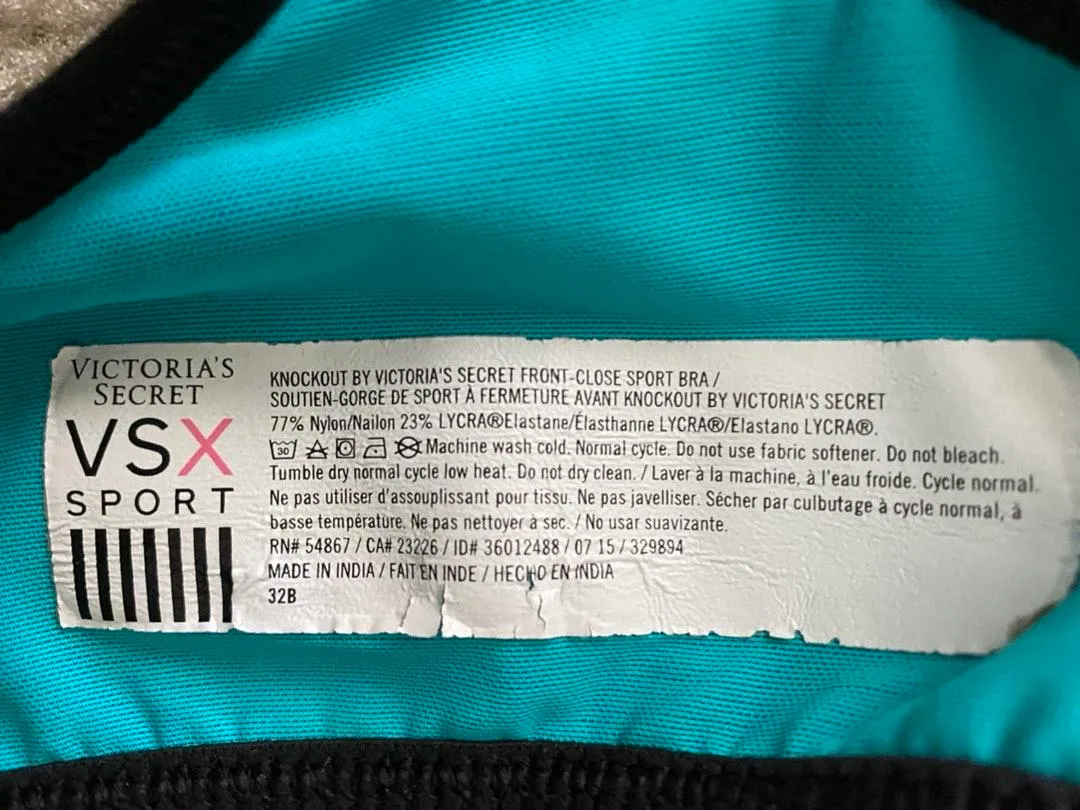 VICTORIA'S
SECRET
VSX
SPORT
KNOCKOUT BY VICTORIA'S SECRET FRONT-CLOSE SPORT BRA /
SOUTIEN-GORGE DE SPORT À FERMETURE AVANT KNOCKOUT BY VICTORIA'S SECRET
77% Nylon/Nailon 23% LYCRA®Elastane/Élasthanne LYCRA®/Elastano LYCRA®.
30 Machine wash cold. Normal cycle. Do not use fabric softener. Do not bleach.
Tumble dry normal cycle low heat. Do not dry clean. / Laver à la machine, à l'eau froide. Cycle normal.
Ne pas utiliser d'assouplissant pour tissu. Ne pas javelliser. Sécher par culbutage à cycle normal, à
basse température. Ne pas nettoyer à sec. / No usar suavizante.
RN# 54867 / CA# 23226 / ID# 36012488 / 07 15 / 329894
MADE IN INDIA / FAIT EN INDE / HECHO EN INDIA
32B